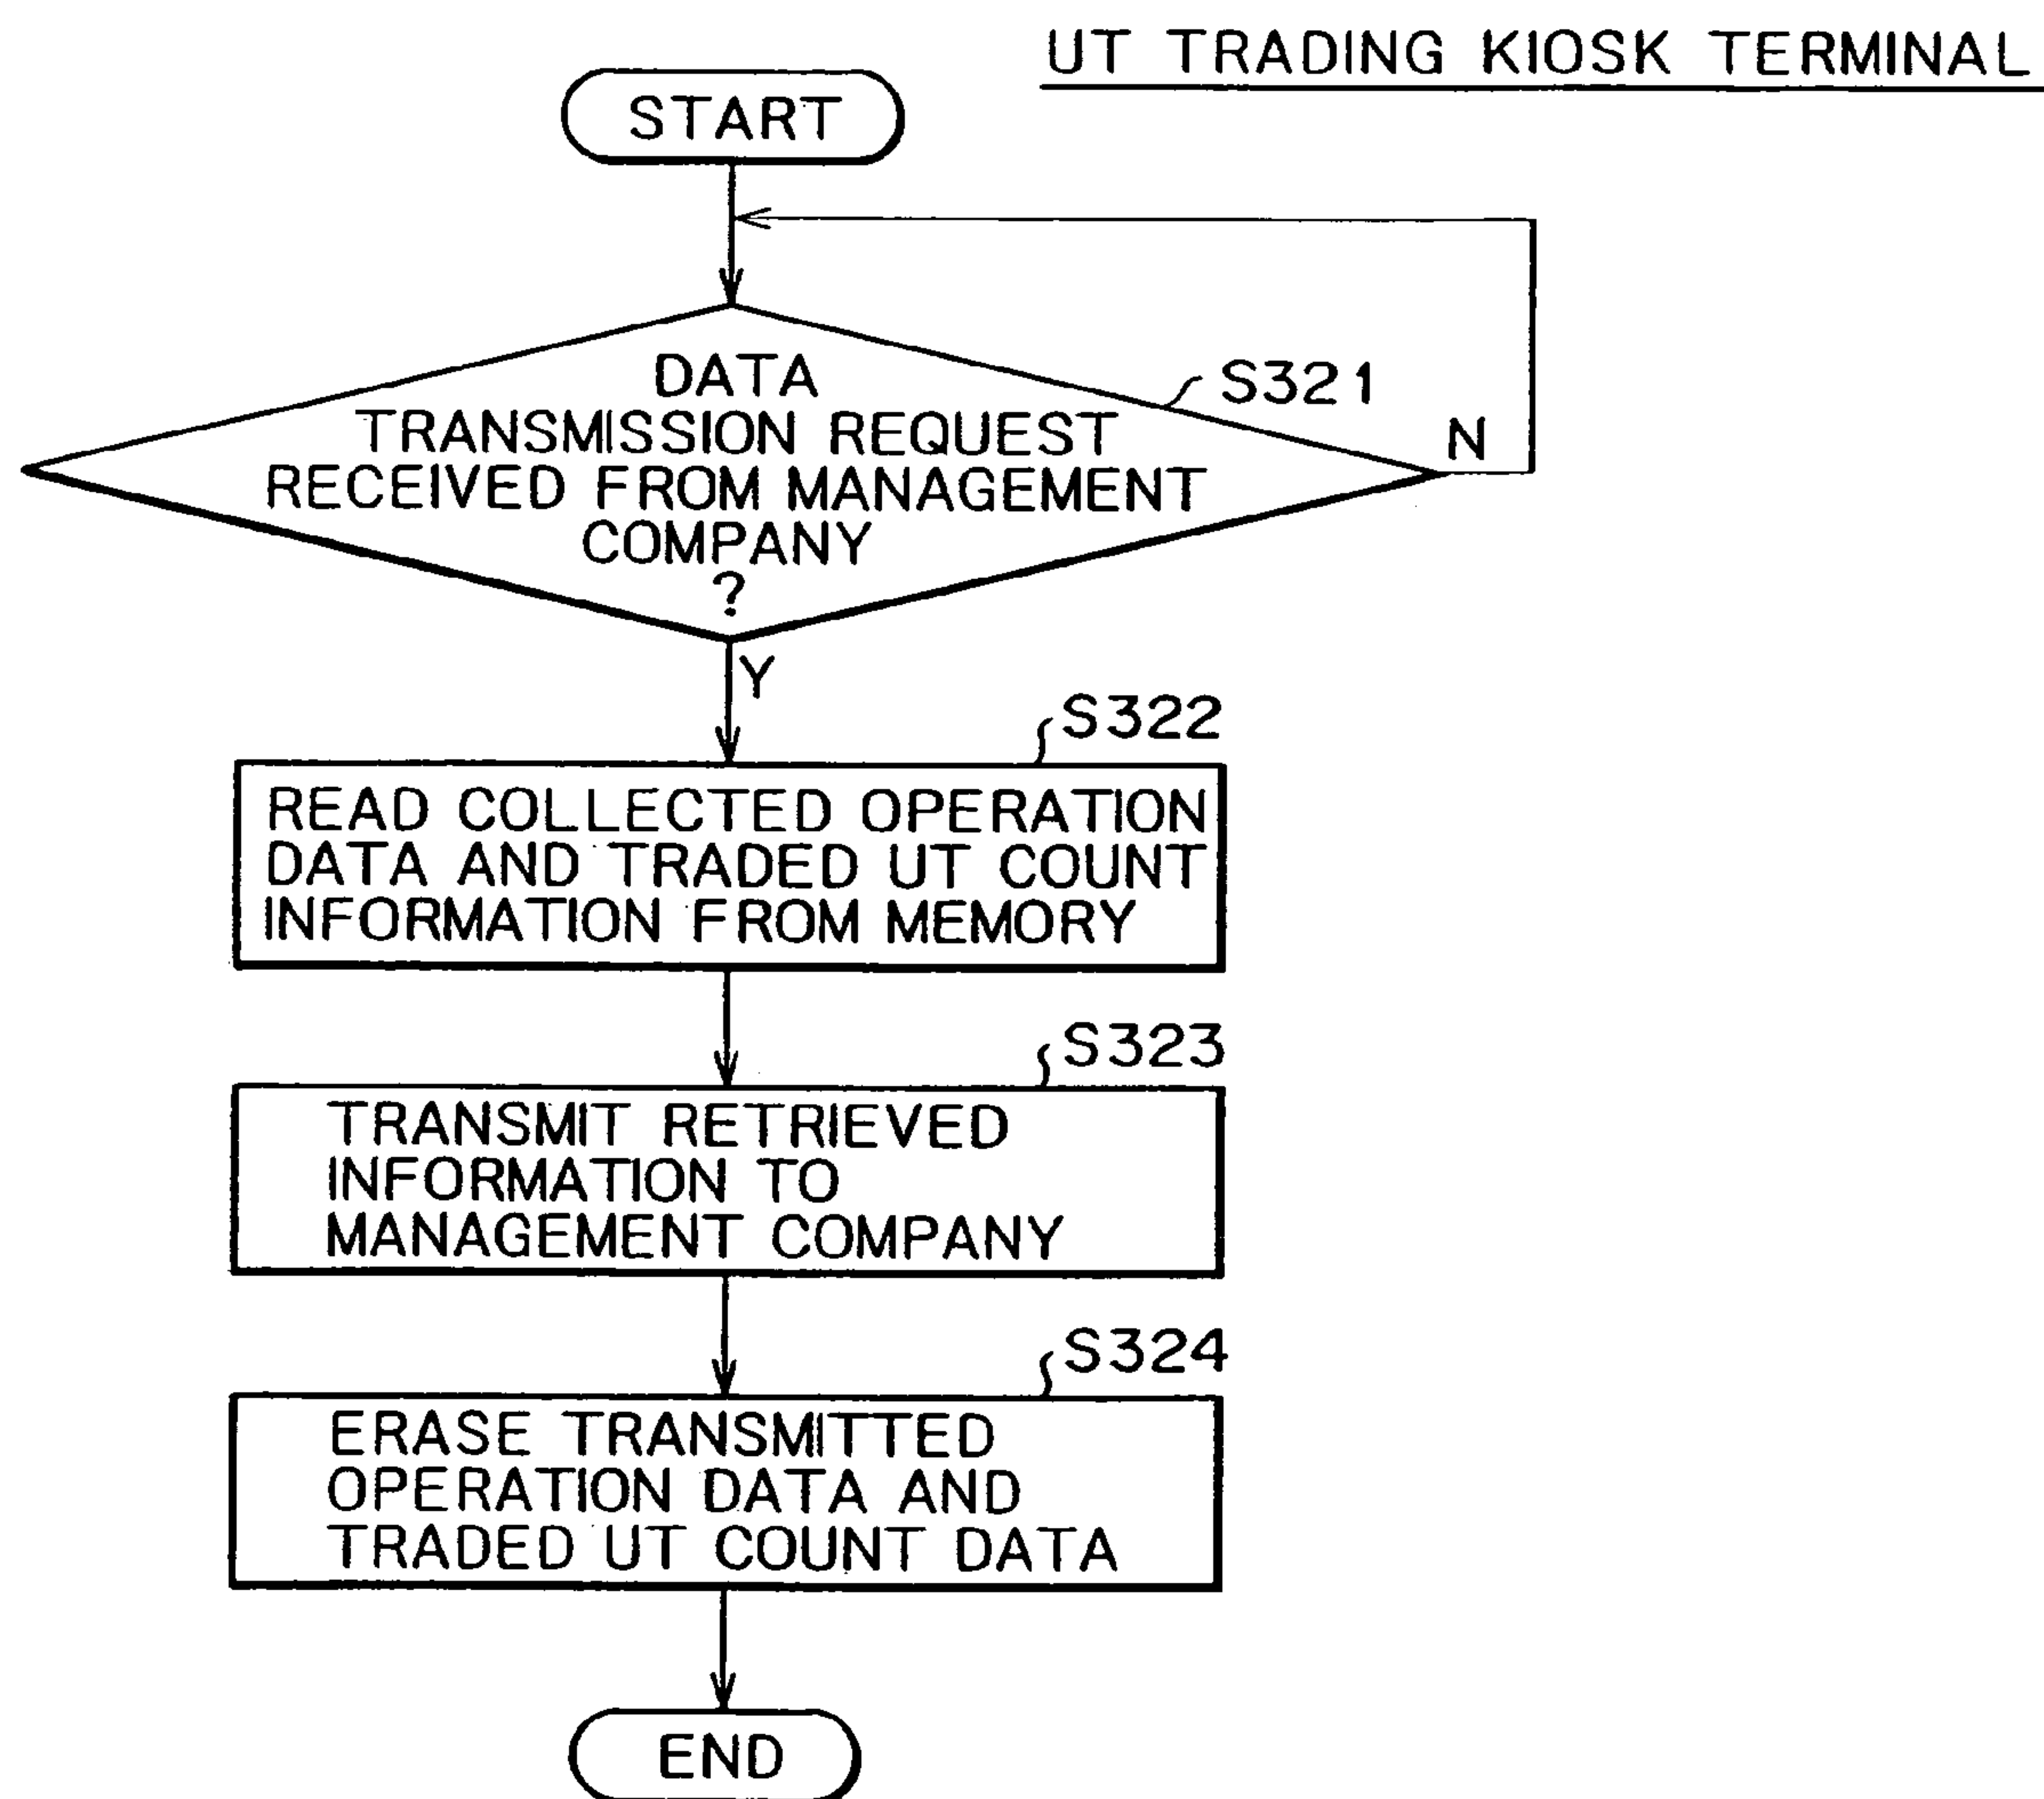 UT TRADING KIOSK TERMINAL
START
DATA
TRANSMISSION REQUEST
RECEIVED FROM MANAGEMENT
COMPANY
?
S321
N
Y
S322
READ COLLECTED OPERATION
DATA AND TRADED UT COUNT
INFORMATION FROM MEMORY
S323
TRANSMIT RETRIEVED
INFORMATION TO
MANAGEMENT COMPANY
S324
ERASE TRANSMITTED
OPERATION DATA AND
TRADED UT COUNT DATA
END